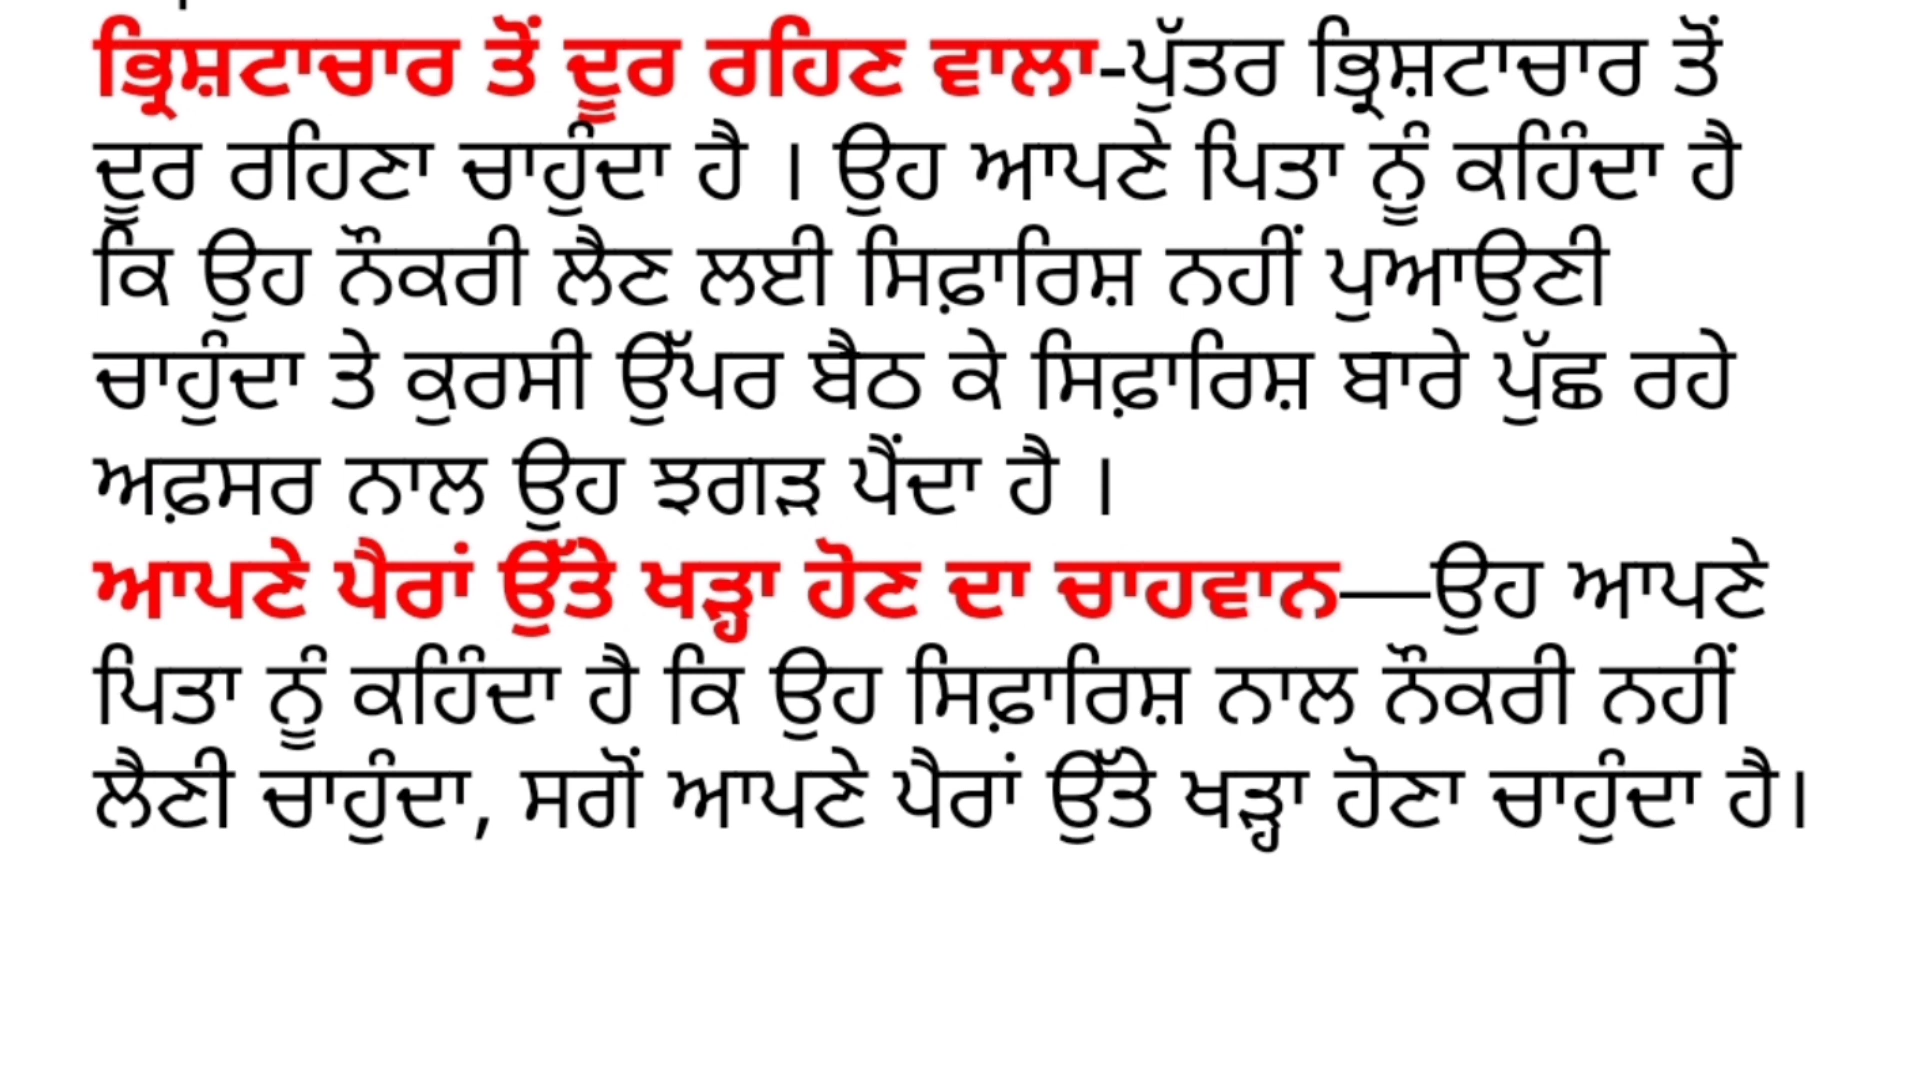 ਭ੍ਰਿਸ਼ਟਾਚਾਰ ਤੋਂ ਦੂਰ ਰਹਿਣ ਵਾਲਾ-ਪੁੱਤਰ ਭ੍ਰਿਸ਼ਟਾਚਾਰ ਤੋਂ
ਦੂਰ ਰਹਿਣਾ ਚਾਹੁੰਦਾ ਹੈ । ਉਹ ਆਪਣੇ ਪਿਤਾ ਨੂੰ ਕਹਿੰਦਾ ਹੈ
ਕਿ ਉਹ ਨੌਕਰੀ ਲੈਣ ਲਈ ਸਿਫ਼ਾਰਿਸ਼ ਨਹੀਂ ਪੁਆਉਣੀ
ਚਾਹੁੰਦਾ ਤੇ ਕੁਰਸੀ ਉੱਪਰ ਬੈਠ ਕੇ ਸਿਫ਼ਾਰਿਸ਼ ਬਾਰੇ ਪੁੱਛ ਰਹੇ
ਅਫ਼ਸਰ ਨਾਲ ਉਹ ਝਗੜ ਪੈਂਦਾ ਹੈ ।
ਆਪਣੇ ਪੈਰਾਂ ਉੱਤੇ ਖੜ੍ਹਾ ਹੋਣ ਦਾ ਚਾਹਵਾਨ—ਉਹ ਆਪਣੇ
ਪਿਤਾ ਨੂੰ ਕਹਿੰਦਾ ਹੈ ਕਿ ਉਹ ਸਿਫ਼ਾਰਿਸ਼ ਨਾਲ ਨੌਕਰੀ ਨਹੀਂ
ਲੈਣੀ ਚਾਹੁੰਦਾ, ਸਗੋਂ ਆਪਣੇ ਪੈਰਾਂ ਉੱਤੇ ਖੜ੍ਹਾ ਹੋਣਾ ਚਾਹੁੰਦਾ ਹੈ।